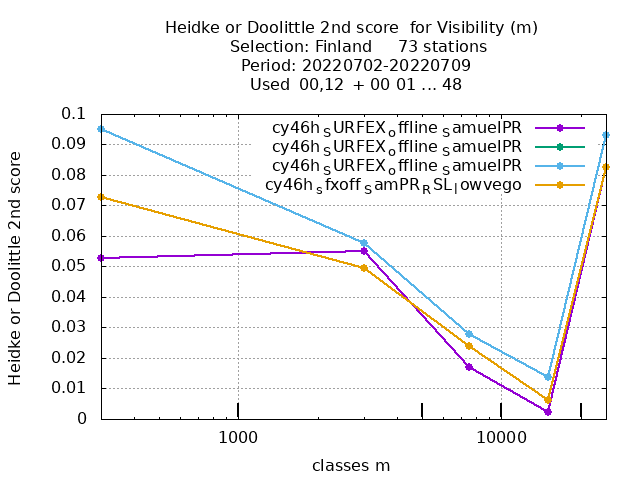 Heidke or Doolittle 2nd score  for Visibility (m)
Selection: Finland     73 stations
Period: 20220702-20220709
Used  00,12  + 00 01 ... 48
Heidke or Doolittle 2nd score
0.1
0.09
0.08
0.07
0.06
0.05
0.04
0.03
0.02
0.01
0
cy46h_SURFEX_offline_SamuelPR
cy46h_SURFEX_offline_SamuelPR
cy46h_SURFEX_offline_SamuelPR
cy46h_sfxoff_SamPR_RSL_lowvego
1000
10000
classes m